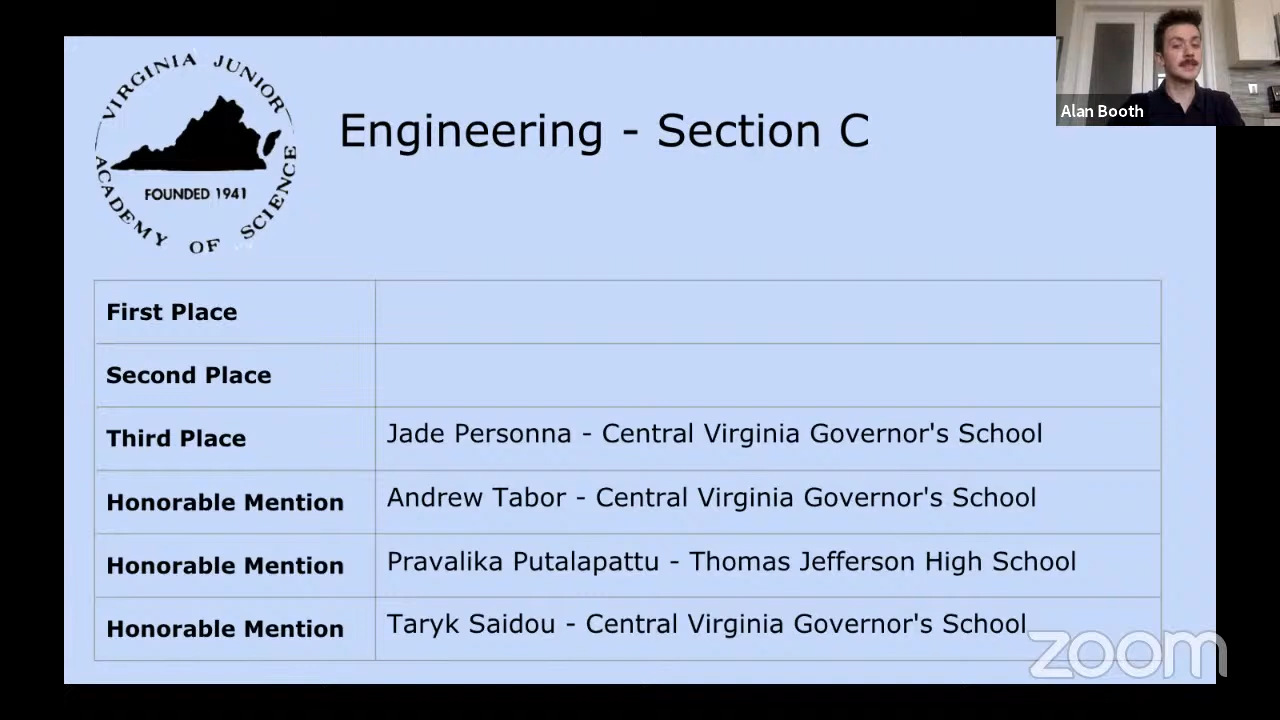 VIRGINIA JUNIOR
ACADEMY OF SCIENCE
FOUNDED 1941
Engineering - Section C
Alan Booth
First Place
Second Place
Third Place Jade Personna - Central Virginia Governor's School
Honorable Mention Andrew Tabor - Central Virginia Governor's School
Honorable Mention Pravalika Putalapattu - Thomas Jefferson High School
Honorable Mention Taryk Saidou - Central Virginia Governor's School
zoom